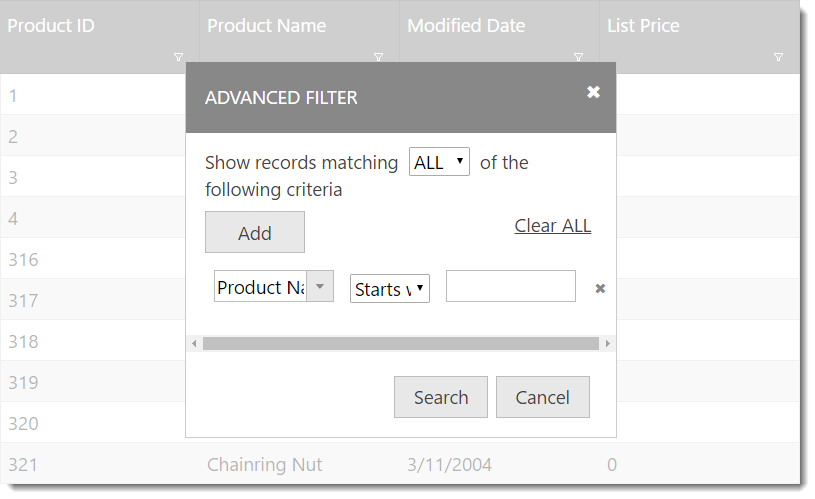 Product ID Product Name Modified Date List Price
ADVANCED FILTER
1
Show records matching ALL of the
2
following criteria
3
Add Clear ALL
4
316
Product Na Starts w
317
318
319
Search Cancel
320
321 Chainring Nut 3/11/2004 0